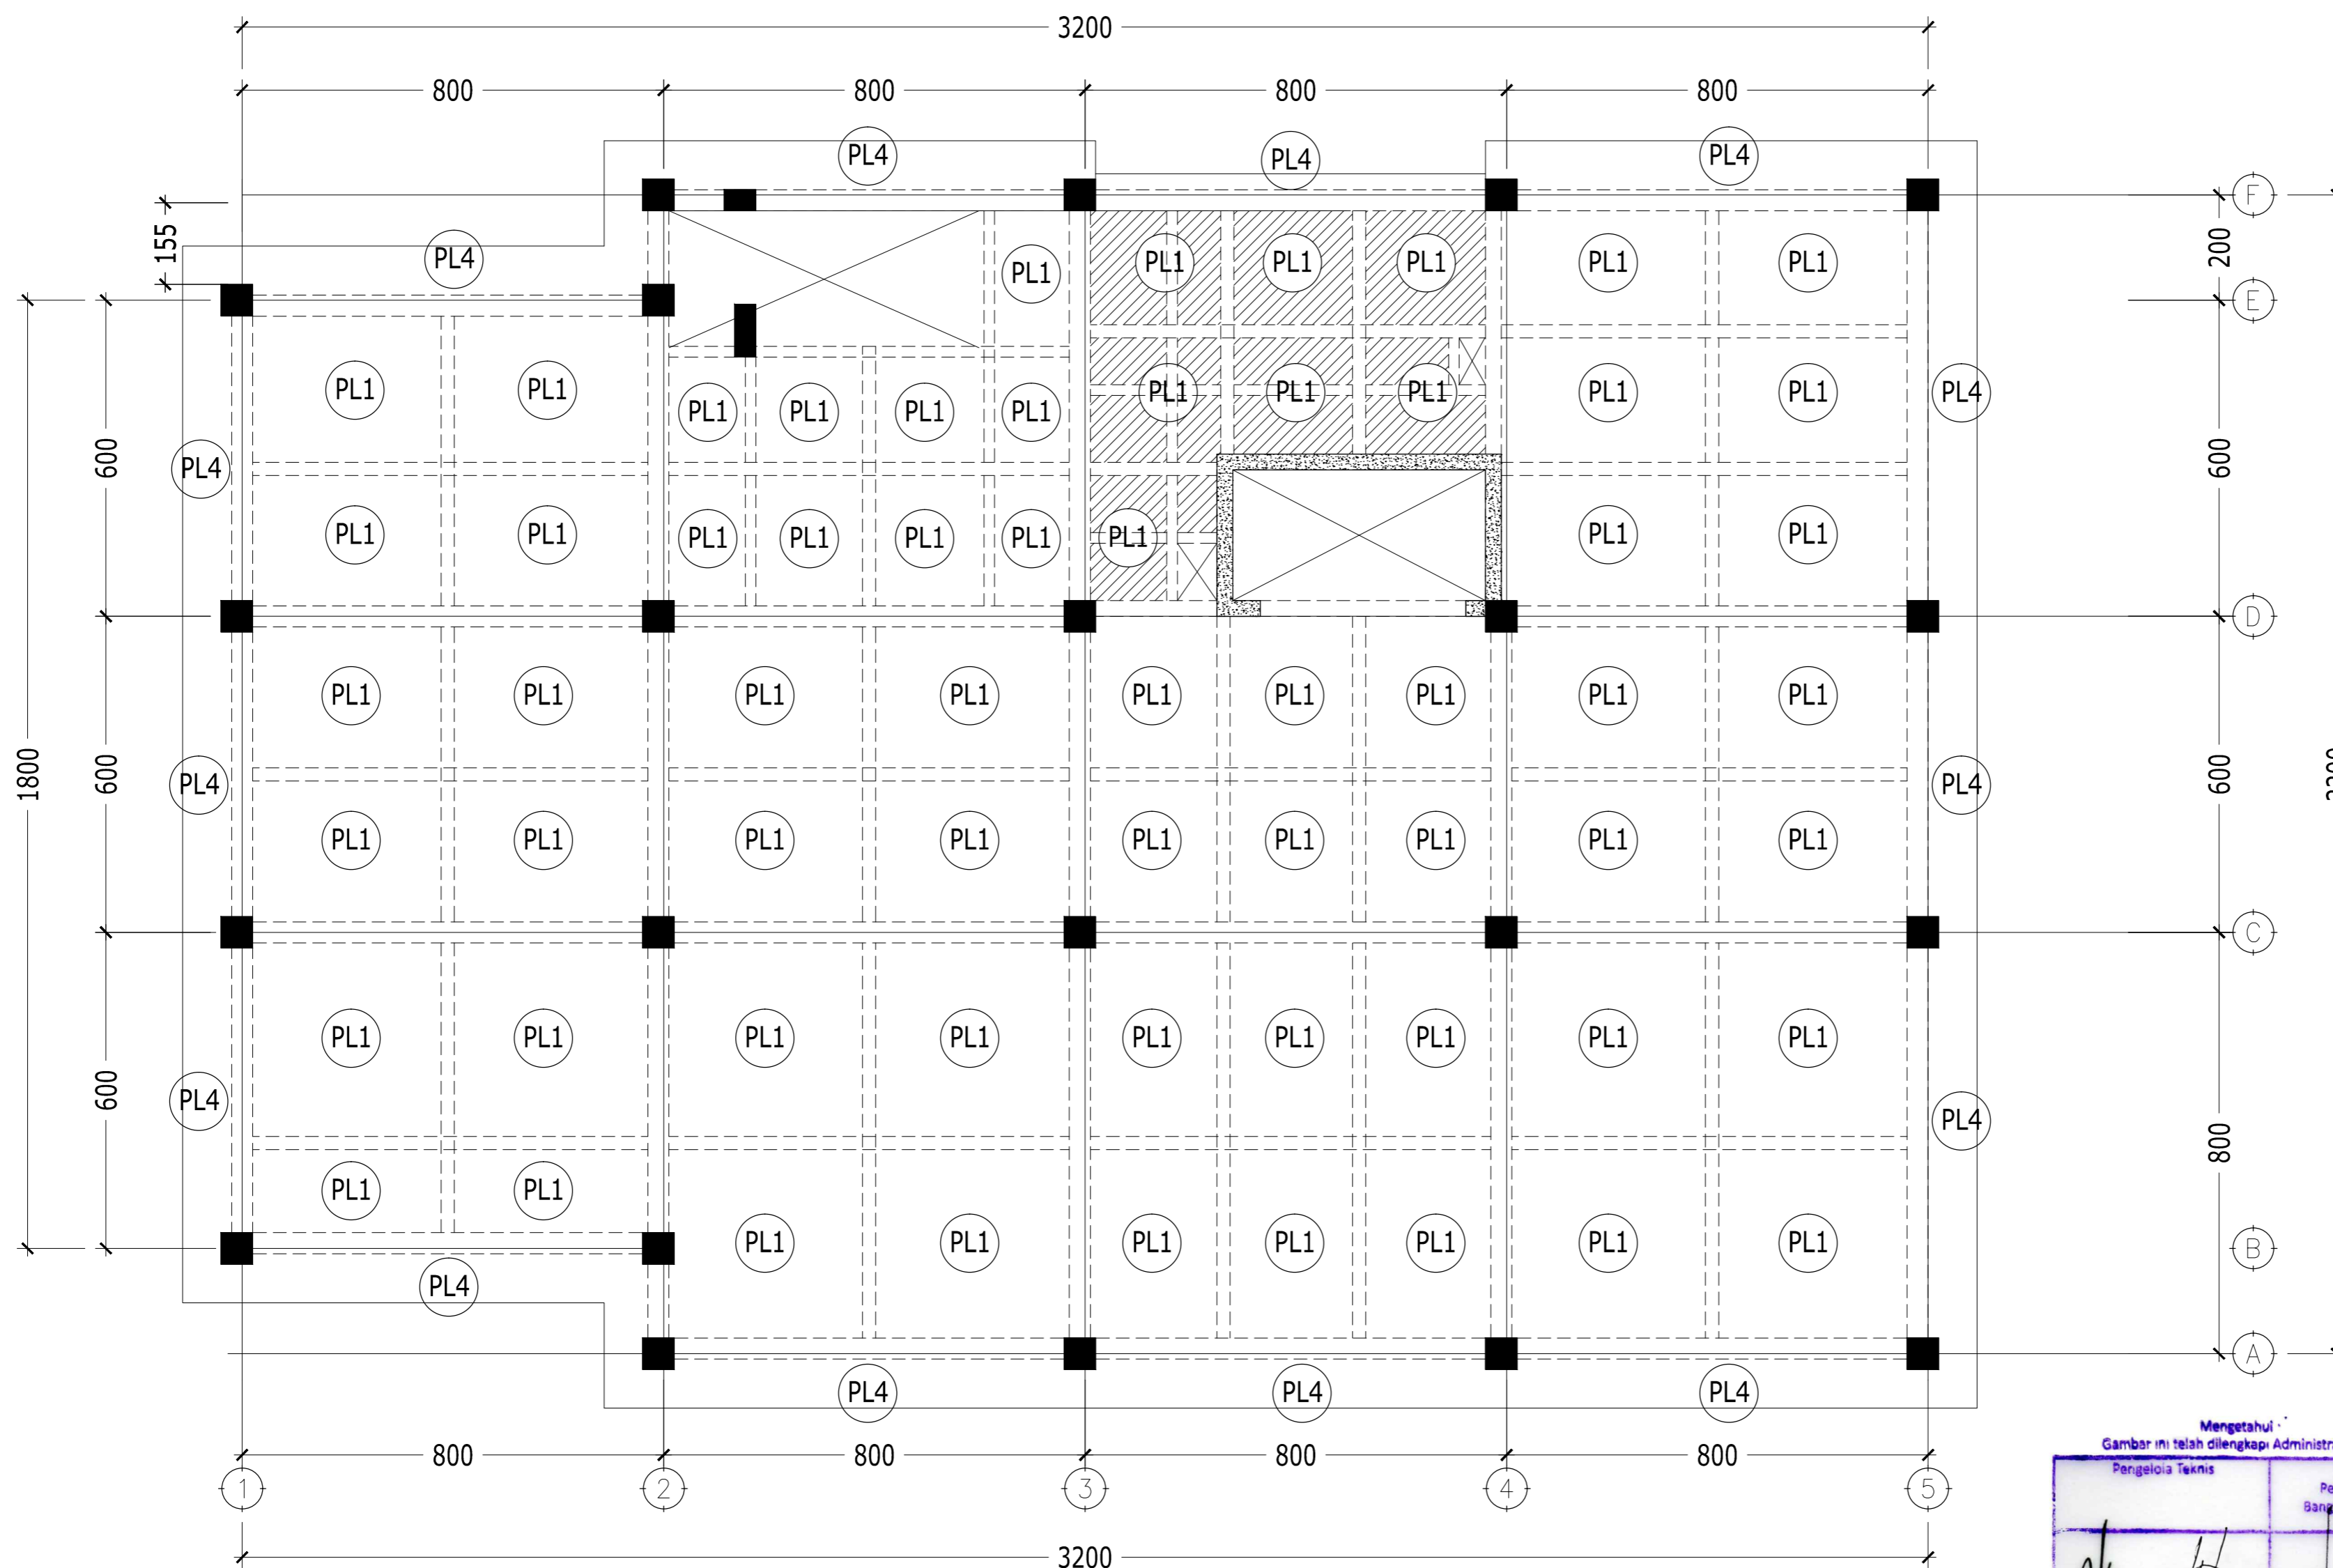 3200
800 800 800 800
PL4 PL4 PL4
F
155
200
PL4
PL1 PL1 PL1 PL1 PL1 PL1
E
PL1 PL1 PL1 PL1 PL1 PL1 PL1 PL1 PL1 PL1 PL1 PL4
600 PL4 600
PL1 PL1 PL1 PL1 PL1 PL1 PL1 PL1 PL1
D
PL1 PL1 PL1 PL1 PL1 PL1 PL1 PL1 PL1
1800 600 PL4 PL4 600
PL1 PL1 PL1 PL1 PL1 PL1 PL1 PL1 PL1
C
PL1 PL1 PL1 PL1 PL1 PL1 PL1 PL1 PL1
600 PL4 PL4 800
PL1 PL1
PL1 PL1 PL1 PL1 PL1 PL1 PL1
B
PL4
A
PL4 PL4 PL4
Mengetahui
Gambar ini telah dilengkapi
Pengelola Teknis
800 800 800 800
1 2 3 4 5
3200